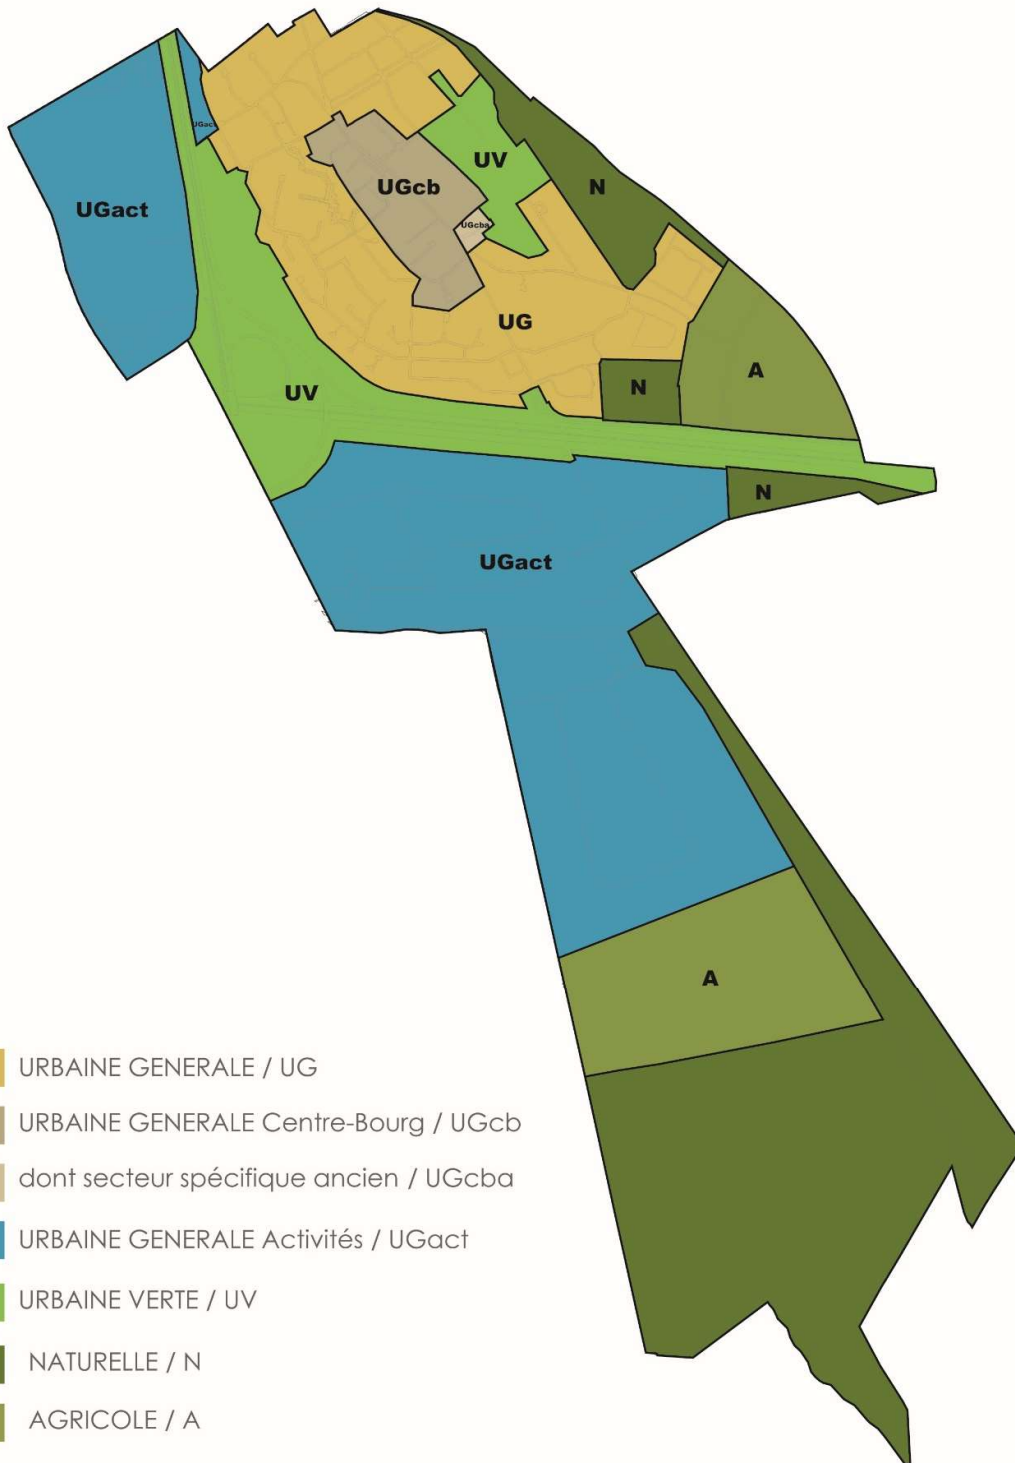 UGact
UV
UGcb
N
UGact
UGcba
UG
A
N
UV
N
UGact
A
URBAINE GENERALE / UG
URBAINE GENERALE Centre-Bourg / UGcb
dont secteur spécifique ancien / UGcba
URBAINE GENERALE Activités / UGact
URBAINE VERTE / UV
NATURELLE / N
AGRICOLE / A